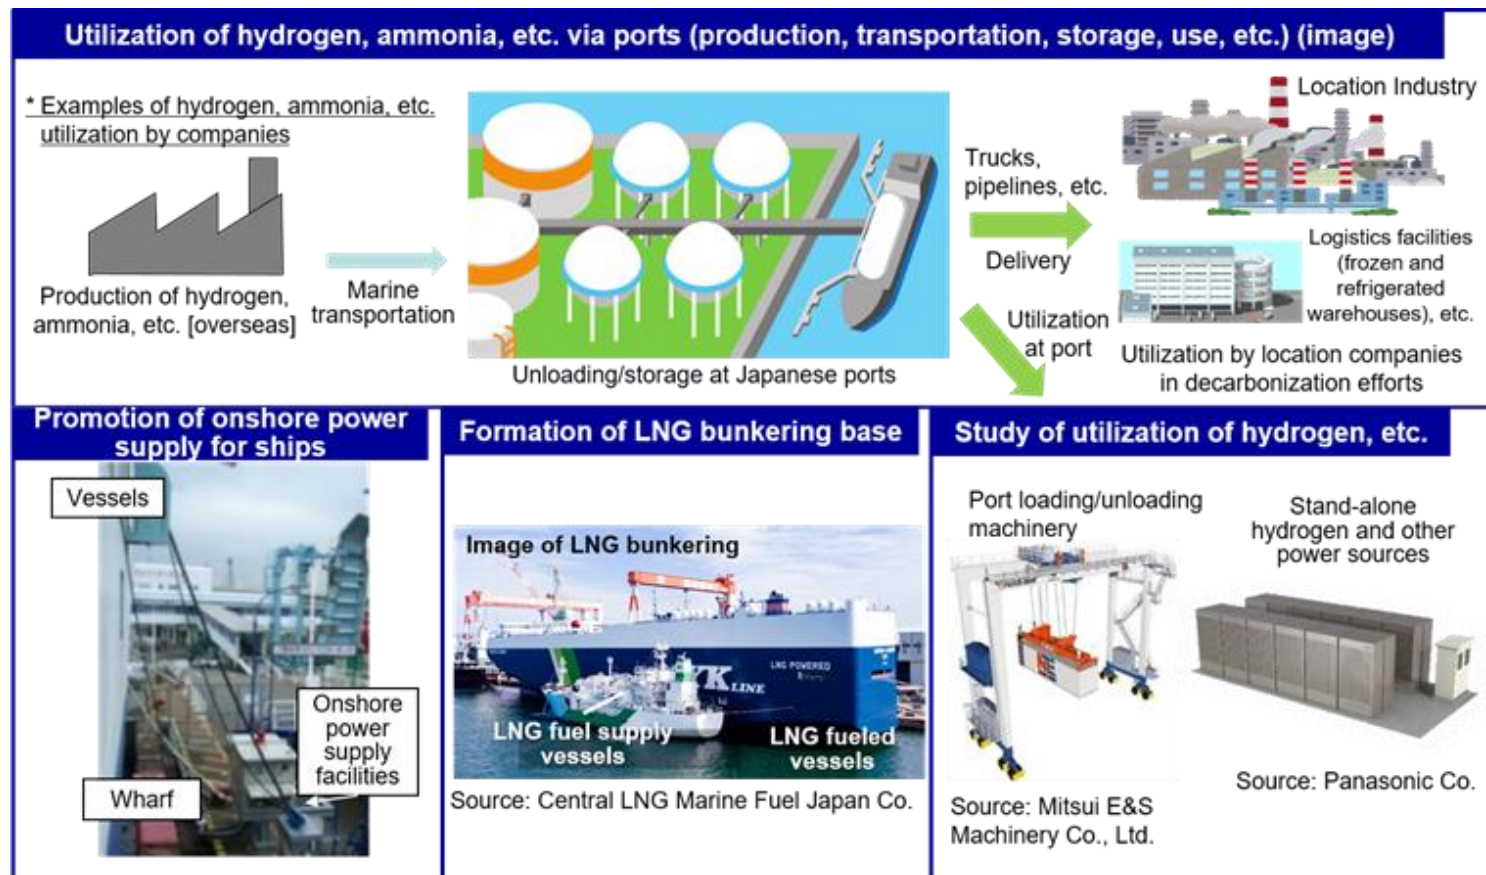 Utilization of hydrogen, ammonia, etc. via ports (production, transportation, storage, use, etc.) (image)
* Examples of hydrogen, ammonia, etc.
utilization by companies
Production of hydrogen,
ammonia, etc. [overseas]
Marine
transportation
Unloading/storage at Japanese ports
Trucks,
pipelines, etc.
Delivery
Utilization
at port
Location Industry
Logistics facilities
(frozen and
refrigerated
warehouses), etc.
Utilization by location companies
in decarbonization efforts
Promotion of onshore power
supply for ships
Vessels
Onshore
power
supply
facilities
Wharf
Formation of LNG bunkering base
Image of LNG bunkering
LNG POWERED
YK LINE
LNG fuel supply
vessels
LNG fueled
vessels
Source: Central LNG Marine Fuel Japan Co.
Study of utilization of hydrogen, etc.
Port loading/unloading
machinery
Source: Mitsui E&S
Machinery Co., Ltd.
Stand-alone
hydrogen and other
power sources
Source: Panasonic Co.